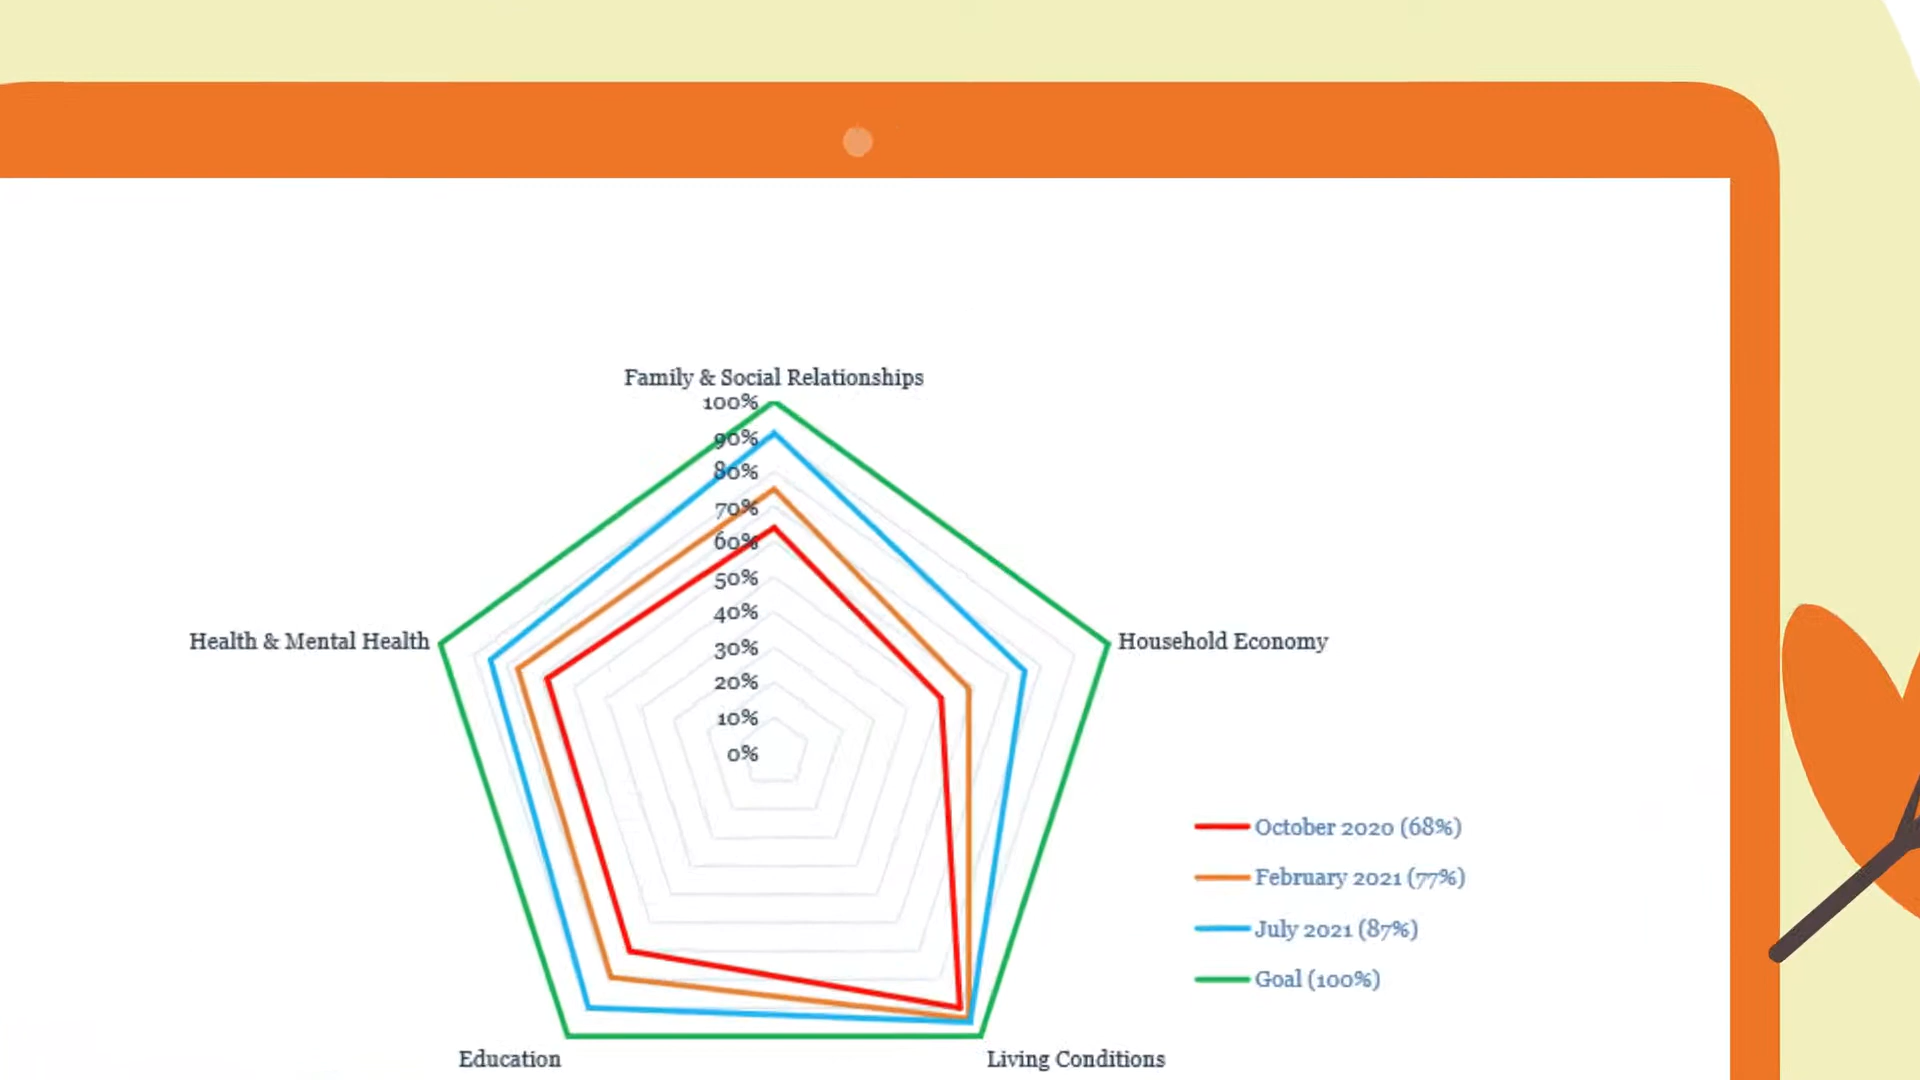 Family & Social Relationships
100%
90%
80%
70%
60%
50%
40%
30%
20%
10%
0%
Health & Mental Health
Household Economy
October 2020 (68%)
February 2021 (77%)
July 2021 (87%)
Goal (100%)
Education
Living Conditions